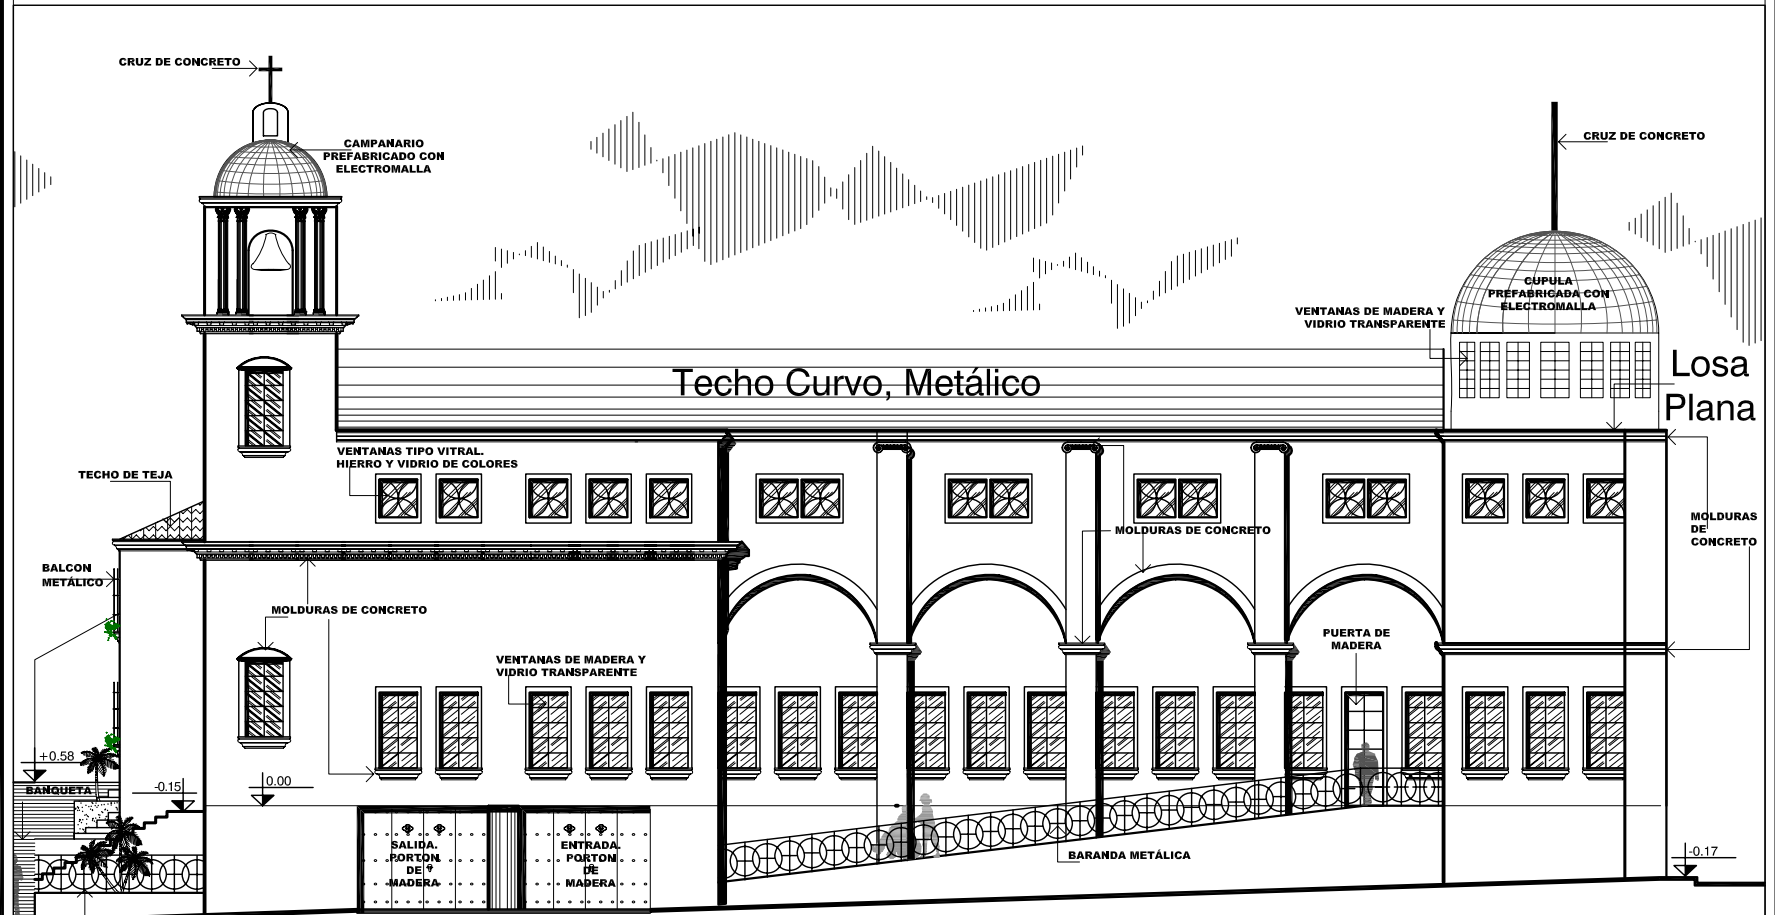 CRUZ DE CONCRETO
CAMPANARIO
PREFABRICADO CON
ELECTROMALLA
CRUZ DE CONCRETO
CUPULA
PREFABRICADA CON
ELECTROMALLA
VENTANAS DE MADERA Y
VIDRIO TRANSPARENTE
Techo Curvo, Metálico
Losa
Plana
VENTANAS TIPO VITRAL.
HIERRO Y VIDRIO DE COLORES
TECHO DE TEJA
MOLDURAS DE CONCRETO
MOLDURAS
DE
CONCRETO
BALCON
METÁLICO
MOLDURAS DE CONCRETO
PUERTA DE
MADERA
VENTANAS DE MADERA Y
VIDRIO TRANSPARENTE
+0.58
BANQUETA
-0.15
0.00
SALIDA.
PORTON
DE
MADERA
ENTRADA.
PORTON
DE
MADERA
BARANDA METÁLICA
-0.17